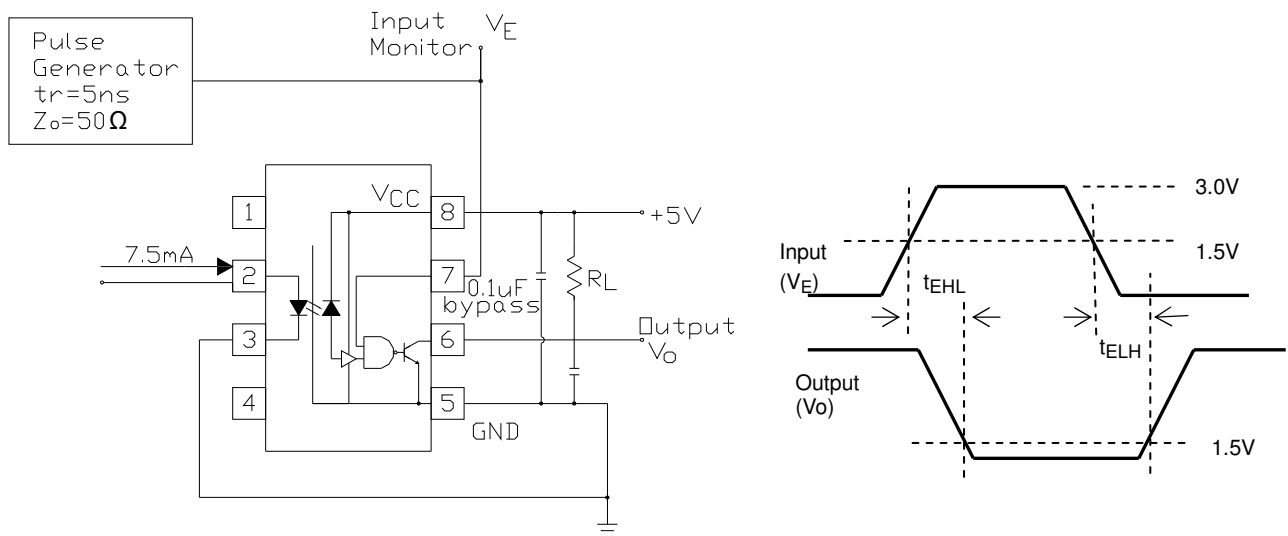 Pulse
Generator
tr=5ns
Zo=50Ω
Input
Monitor
VE
1
2
3
4
VCC
8
7
6
5
+5V
7.5mA
0.1uF
bypass
RL
Output
Vo
GND
3.0V
1.5V
Input
(VE)
tEHL
tELH
Output
(Vo)
1.5V